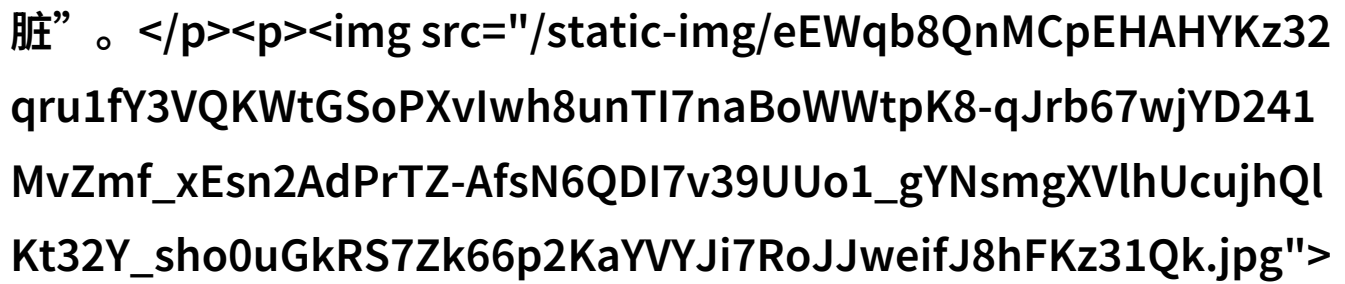 脏”。</p><p><img src="/static-img/eEWqb8QnMCpEHAHYKz32
qru1fY3VQKWtGSoPXvIwh8unTI7naBoWWtpK8-qJrb67wjYD241
MvZmf_xEsn2AdPrTZ-AfsN6QDI7v39UUo1_gYNsmgXVlhUcujhQl
Kt32Y_sho0uGkRS7Zk66p2KaYVYJi7RoJJweifJ8hFKz31Qk.jpg">